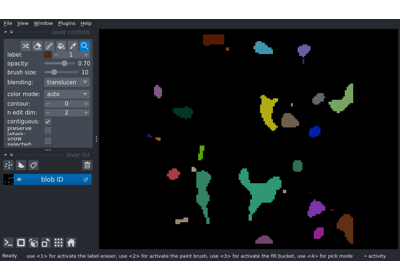 File View Window Plugins Help
layer controls
label: 1
opacity: 0.70
brush size: 10
blending: translucen
color mode: auto
contour: 0
n edit dim: 2
contiguous:
preserve labels:
show selected:
layer list
blob ID
Ready use <1> for activate the label eraser, use <2> for activate the paint brush, use <3> for activate the fill bucket, use <4> for pick mode activity